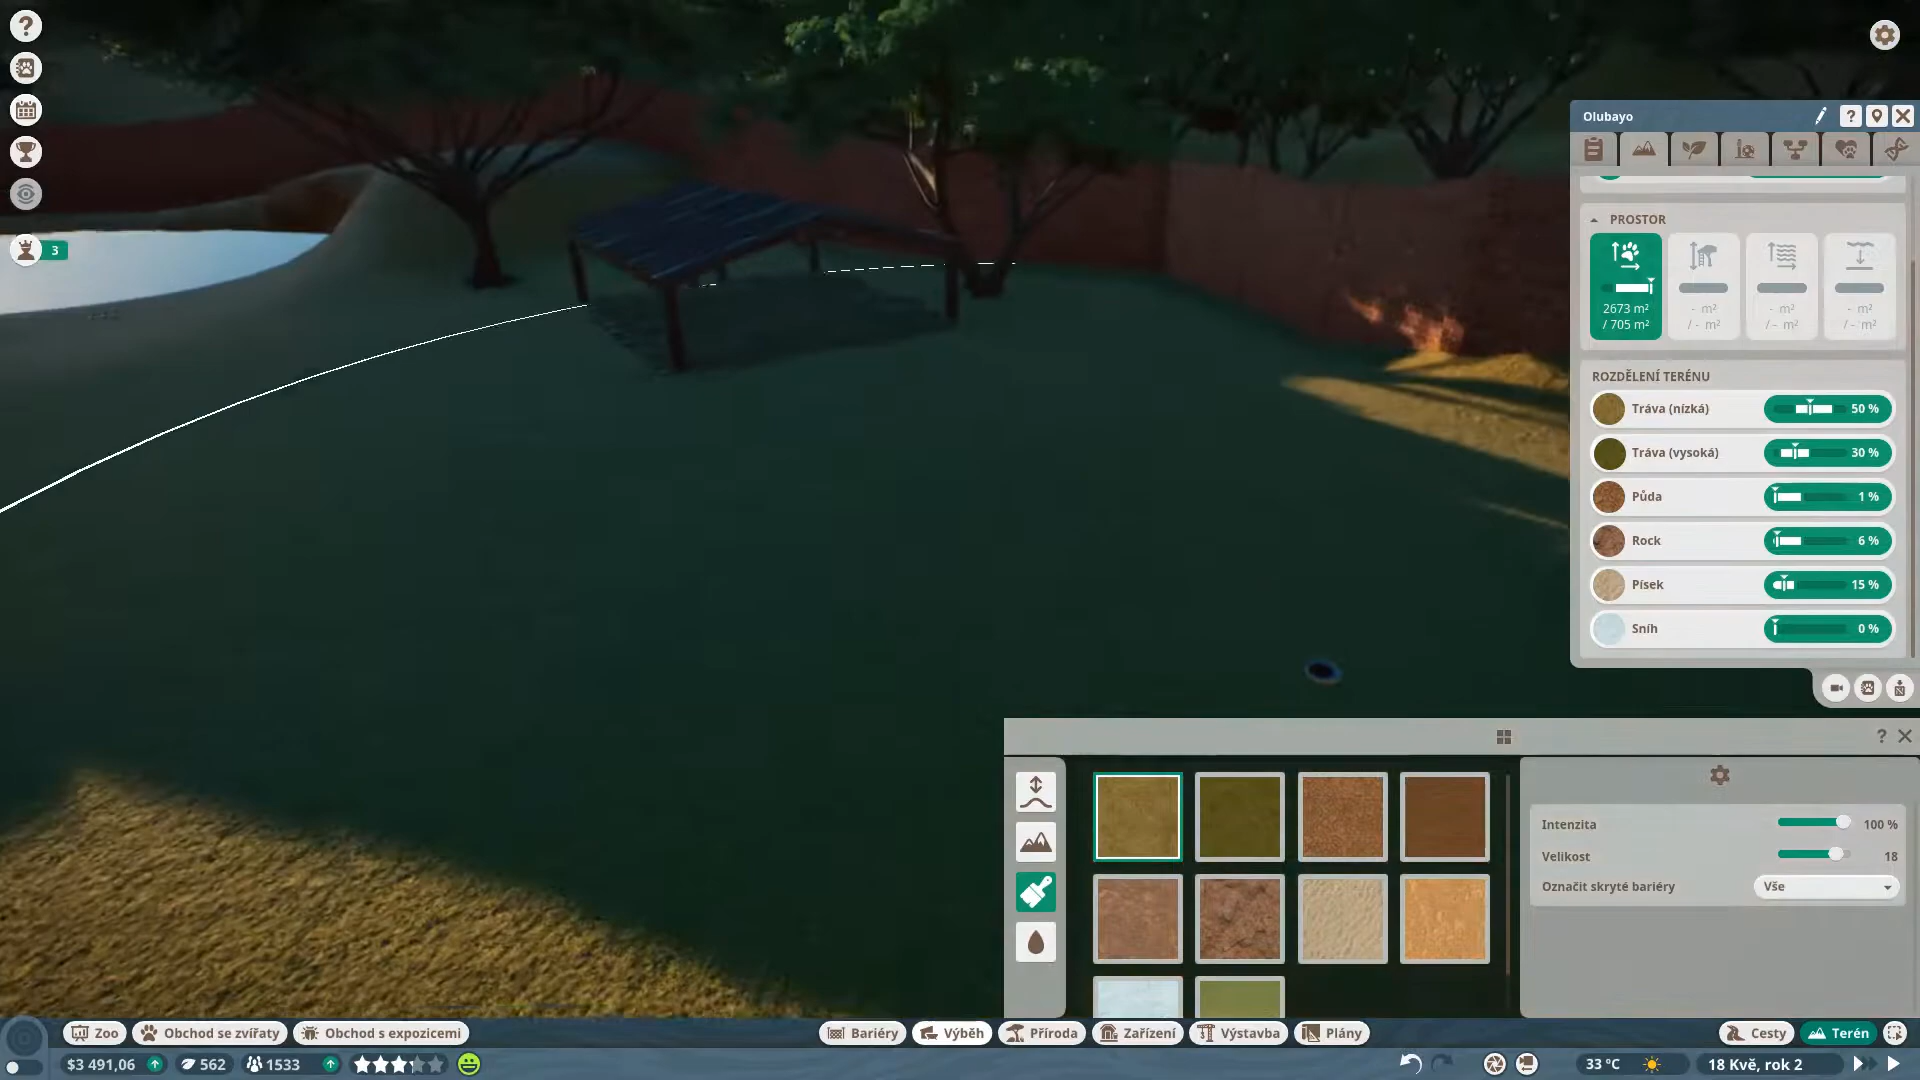 3
Olubayo
?
PROSTOR
2673 m²
/ 705 m²
- m²
/ - m²
- m²
/ - m²
- m²
/ - m²
ROZDĚLENÍ TERÉNU
Tráva (nízká) 50 %
Tráva (vysoká) 30 %
Půda 1 %
Rock 6 %
Písek 15 %
Sníh 0 %
?
Intenzita 100 %
Velikost 18
Označit skryté bariéry Vše
Zoo
Obchod se zvířaty
Obchod s expozicemi
Bariéry
Výběh
Příroda
Zařízení
Výstavba
Plány
Cesty
Terén
$3 491,06
562
1533
33 °C
18 Kvě, rok 2